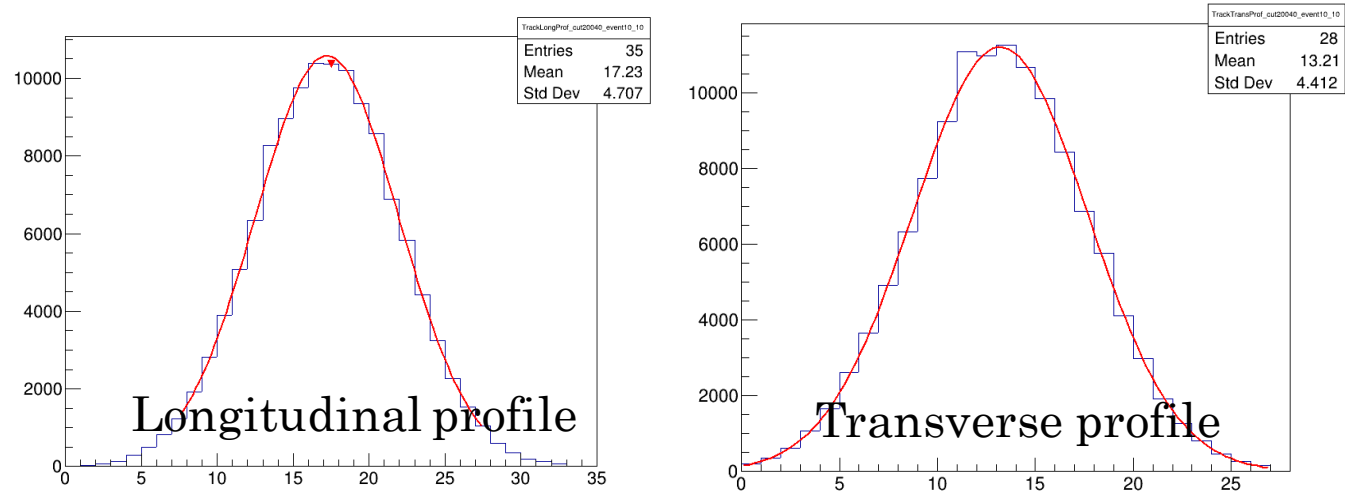 TrackLongProf_cut20040_event10_10
Entries 35
Mean 17.23
Std Dev 4.707
10000
8000
6000
4000
2000
0
0 5 10 15 20 25 30 35
Longitudinal profile
TrackTransProf_cut20040_event10_10
Entries 28
Mean 13.21
Std Dev 4.412
10000
8000
6000
4000
2000
0
0 5 10 15 20 25
Transverse profile